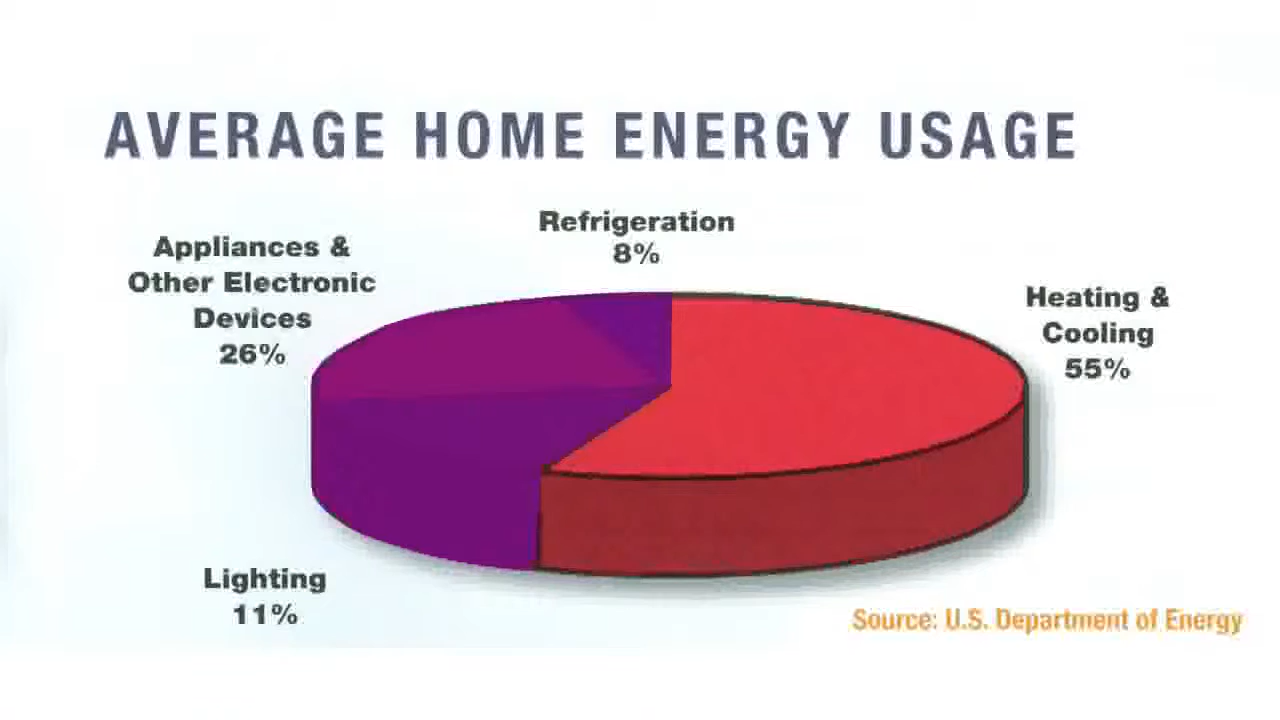 AVERAGE HOME ENERGY USAGE
Refrigeration
8%
Appliances &
Other Electronic
Devices
26%
Heating &
Cooling
55%
Lighting
11%
Source: U.S. Department of Energy